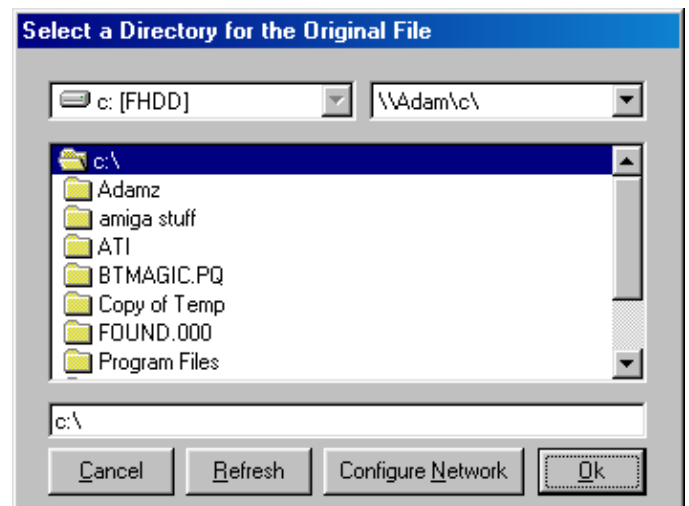 Select a Directory for the Original File
c: [FHDD]
\\Adam\c\
c:\
Adamz
amiga stuff
ATI
BTMAGIC.PQ
Copy of Temp
FOUND.000
Program Files
c:\
Cancel
Refresh
Configure Network
Ok